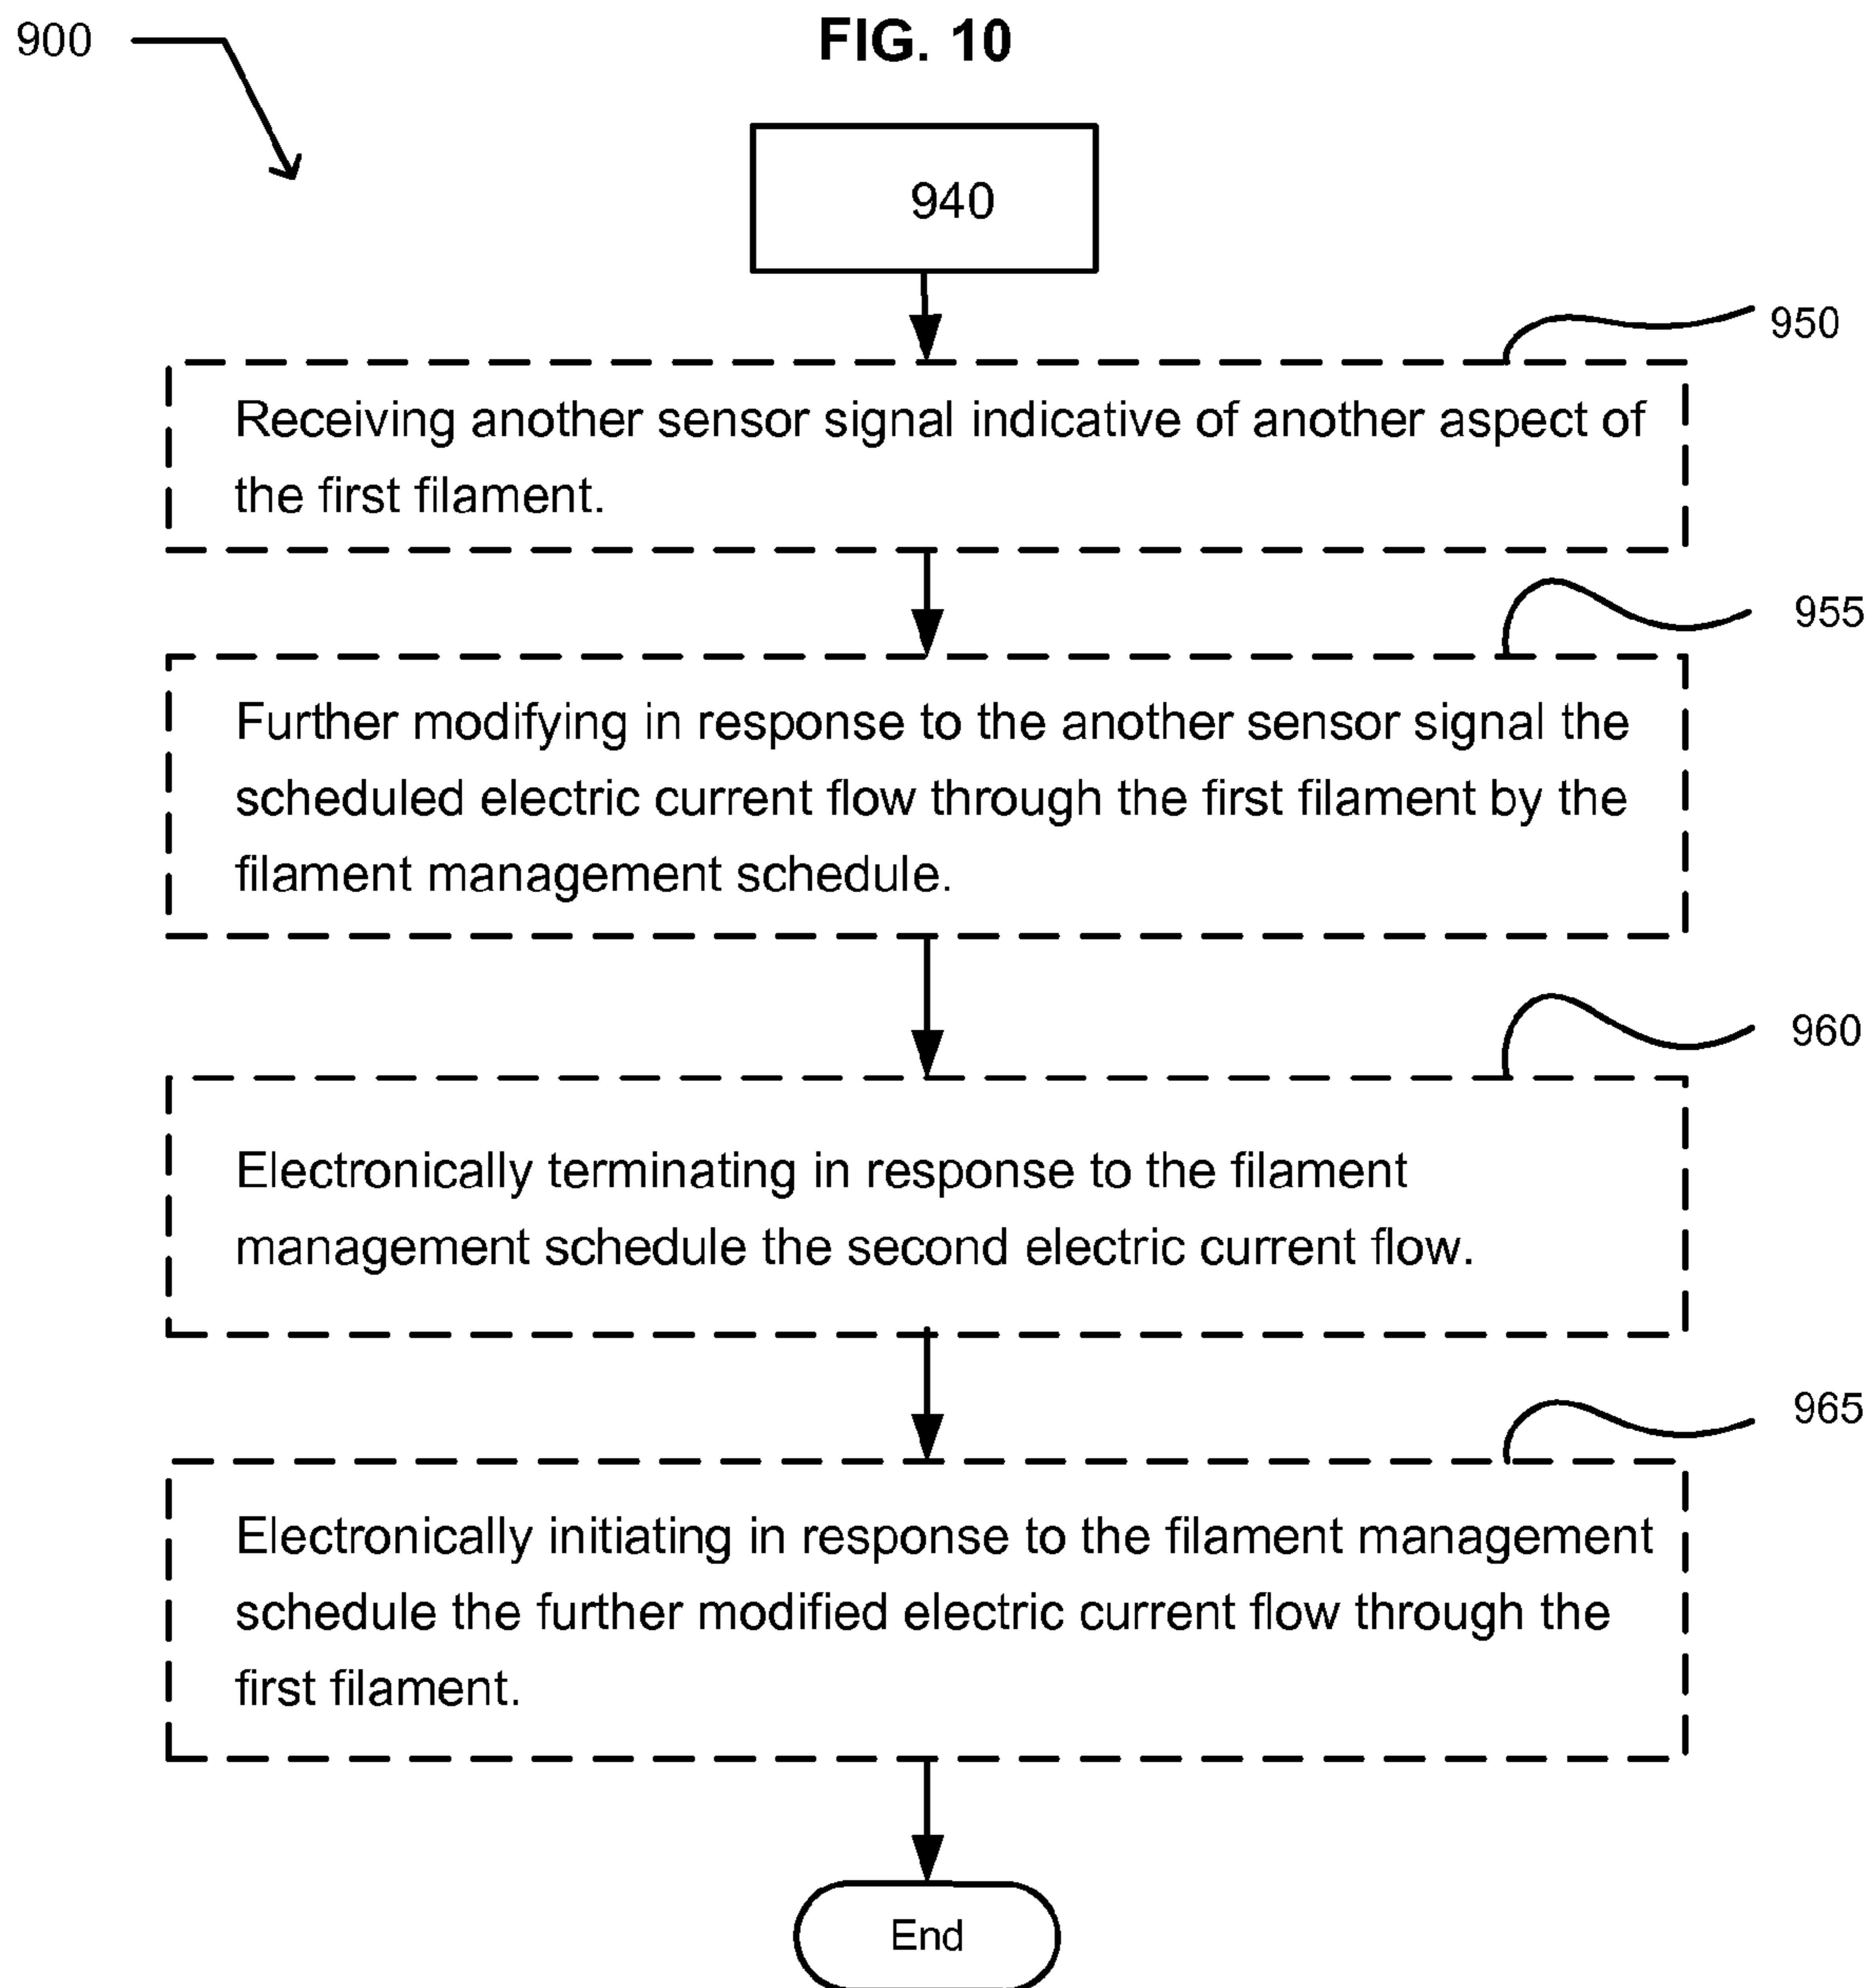 900
FIG. 10
940
950
Receiving another sensor signal indicative of another aspect of
the first filament.
955
Further modifying in response to the another sensor signal the
scheduled electric current flow through the first filament by the
filament management schedule.
960
Electronically terminating in response to the filament
management schedule the second electric current flow.
965
Electronically initiating in response to the filament management
schedule the further modified electric current flow through the
first filament.
End